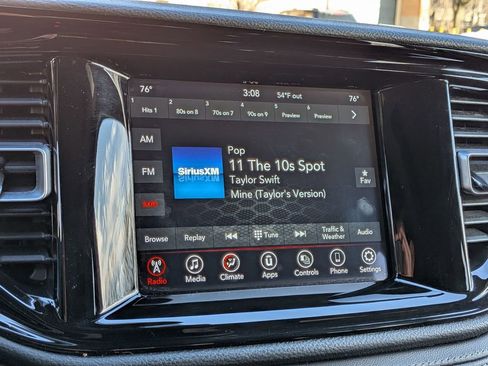 76° 3:08 54°F out 76°
1 2 3 4 5 6
Hits 1 80s on 8 70s on 7 90s on 9 Preview Preview
AM
FM
SXM
SiriusXM
Pop
11 The 10s Spot
Taylor Swift
Mine (Taylor's Version)
Fav
Browse Replay Tune Traffic & Weather Audio
Radio Media Climate Apps Controls Phone Settings